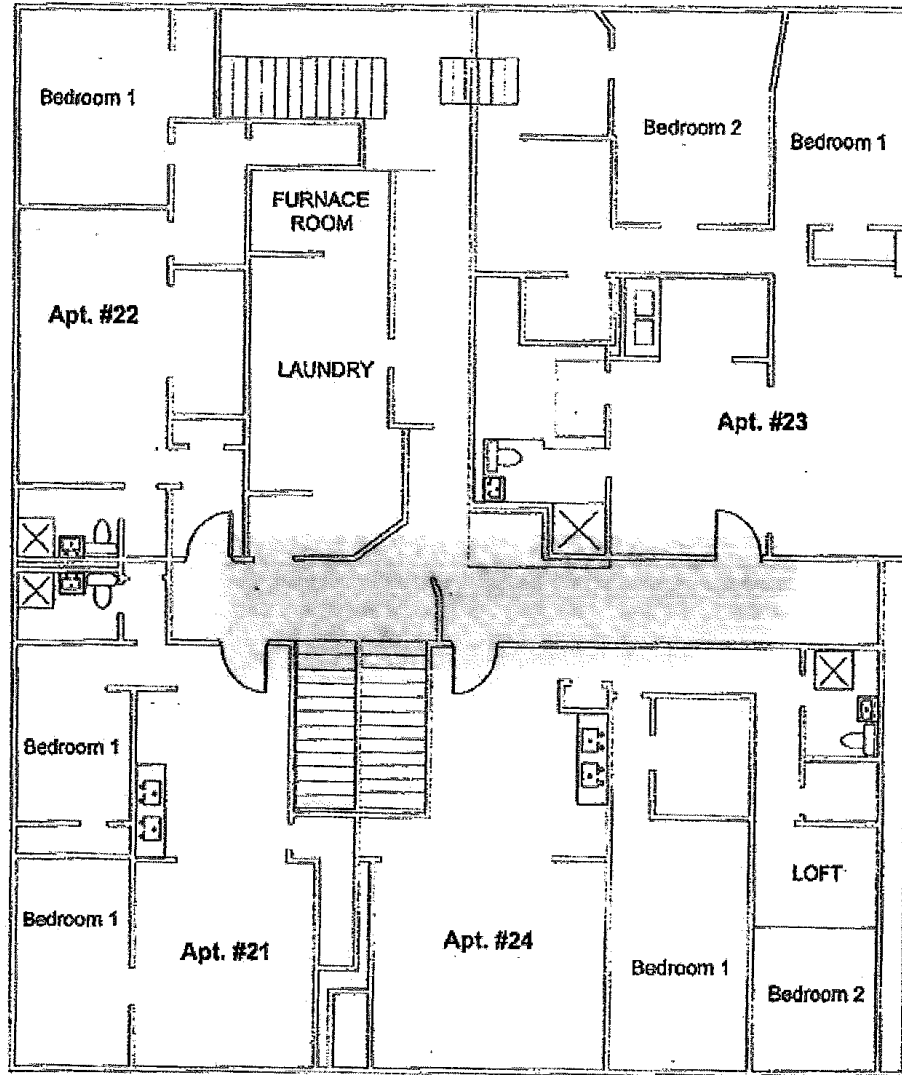 Bedroom 1
Bedroom 2
Bedroom 1
FURNACE
ROOM
Apt. #22
LAUNDRY
Apt. #23
Bedroom 1
Bedroom 1
Apt. #21
Apt. #24
LOFT
Bedroom 1
Bedroom 2